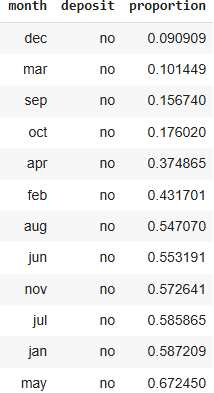 month deposit proportion
dec no 0.090909
mar no 0.101449
sep no 0.156740
oct no 0.176020
apr no 0.374865
feb no 0.431701
aug no 0.547070
jun no 0.553191
nov no 0.572641
jul no 0.585865
jan no 0.587209
may no 0.672450